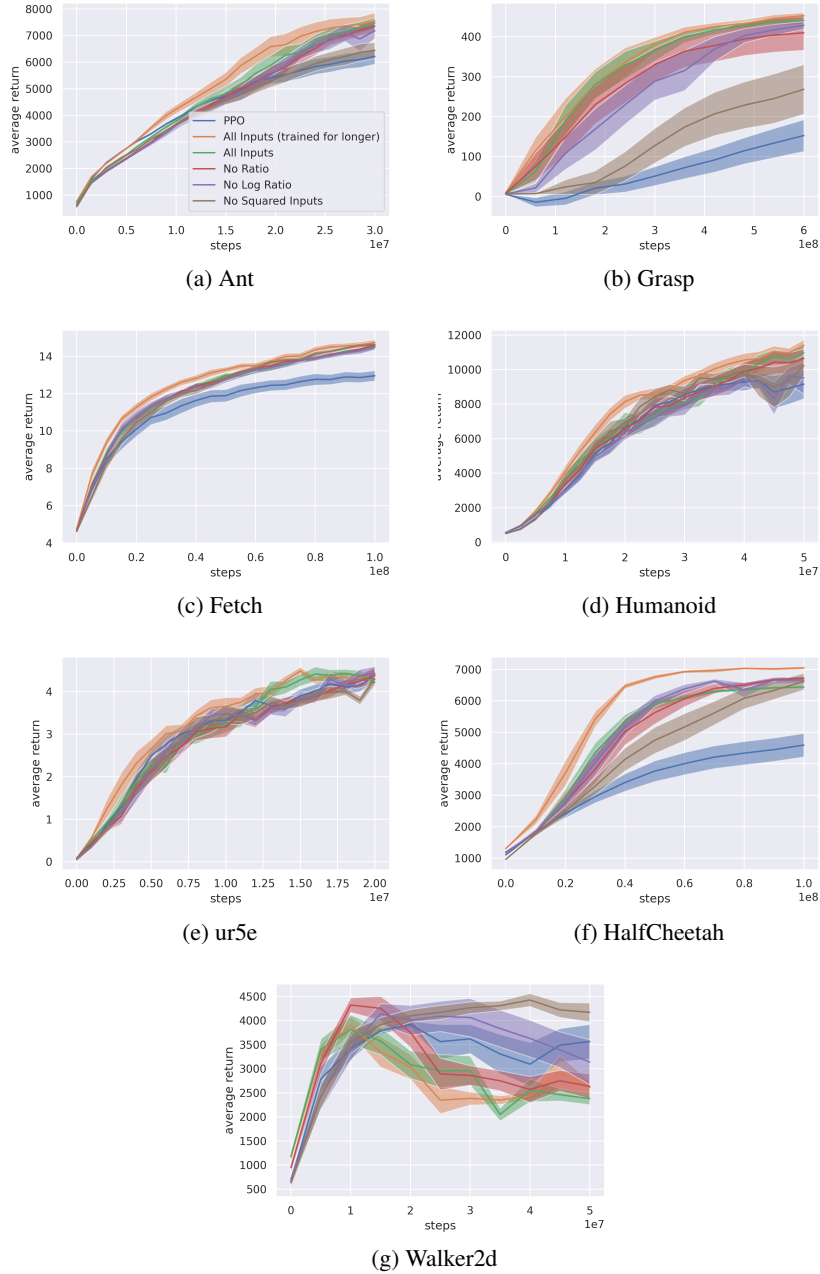 8000
7000
6000
5000
4000
3000
2000
1000
average return
PPO
All Inputs (trained for longer)
All Inputs
No Ratio
No Log Ratio
No Squared Inputs
0.0 0.5 1.0 1.5 2.0 2.5 3.0
steps 1e7
(a) Ant
400
300
200
100
0
average return
0 1 2 3 4 5 6
steps 1e8
(b) Grasp
14
12
10
8
6
4
average return
0.0 0.2 0.4 0.6 0.8 1.0
steps 1e8
(c) Fetch
12000
10000
8000
6000
4000
2000
0
average return
0 1 2 3 4 5
steps 1e7
(d) Humanoid
4
3
2
1
0
average return
0.00 0.25 0.50 0.75 1.00 1.25 1.50 1.75 2.00
steps 1e7
(e) ur5e
7000
6000
5000
4000
3000
2000
1000
average return
0.0 0.2 0.4 0.6 0.8 1.0
steps 1e8
(f) HalfCheetah
4500
4000
3500
3000
2500
2000
1500
1000
500
average return
0 1 2 3 4 5
steps 1e7
(g) Walker2d